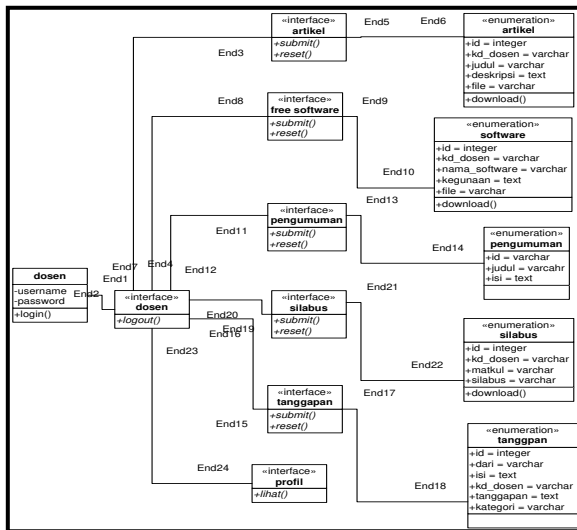 «interface»
artikel
+submit()
+reset()
End5
End6
«enumeration»
artikel
+id = integer
+kd_dosen = varchar
+judul = varchar
+deskripsi = text
+file = varchar
+download()
End3
End8
«interface»
free software
+submit()
+reset()
End9
End10
«enumeration»
software
+id = integer
+kd_dosen = varchar
+nama_software = varchar
+kegunaan = text
+file = varchar
+download()
End13
«interface»
pengumuman
+submit()
+reset()
End11
End14
«enumeration»
pengumuman
+id = varchar
+judul = varcahr
+isi = text
End7
End4
End12
End1
End2
dosen
-username
-password
+login()
«interface»
dosen
+logout()
End20
End19
End16
End21
«interface»
silabus
+submit()
+reset()
End22
«enumeration»
silabus
+id = integer
+kd_dosen = varchar
+matkul = varchar
+silabus = varchar
+download()
End23
End17
«interface»
tanggapan
+submit()
+reset()
End15
End18
«enumeration»
tanggpan
+id = integer
+dari = varchar
+isi = text
+kd_dosen = varchar
+tanggapan = text
+kategori = varchar
End24
«interface»
profil
+lihat()